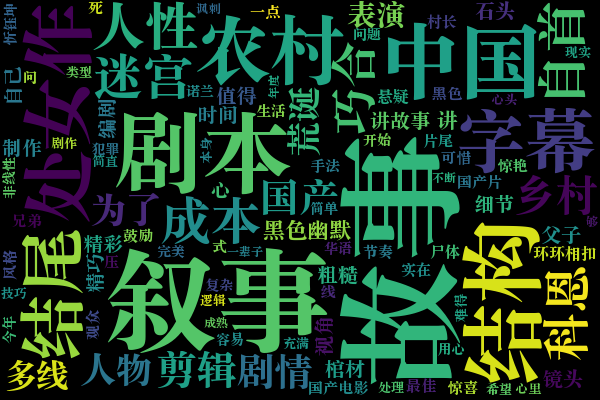 忻钰坤
处女作
死
人性
讽刺
一点
表演
石头
农村
问题
村长
中国
自首
现实
自己
问
类型
迷宫
诺兰
值得
年度
巧合
悬疑
黑色
心头
编剧
时间
生活
荒诞
讲故事
讲
字幕
制作
剧作
犯罪
简直
剧本
本身
开始
片尾
可惜
惊艳
非线性
心
手法
故事
不断
国产片
乡村
兄弟
为了
成本
国产
简单
细节
够
结尾
精彩
鼓励
完美
式
黑色幽默
一辈子
华语
节奏
尸体
结构
父子
环环相扣
风格
精巧
压
叙事
粗糙
实在
科恩
技巧
复杂
逻辑
线
难得
今年
观众
成熟
容易
充满
视角
用心
多线
人物
剪辑
剧情
棺材
国产电影
处理
最佳
惊喜
希望
心里
镜头